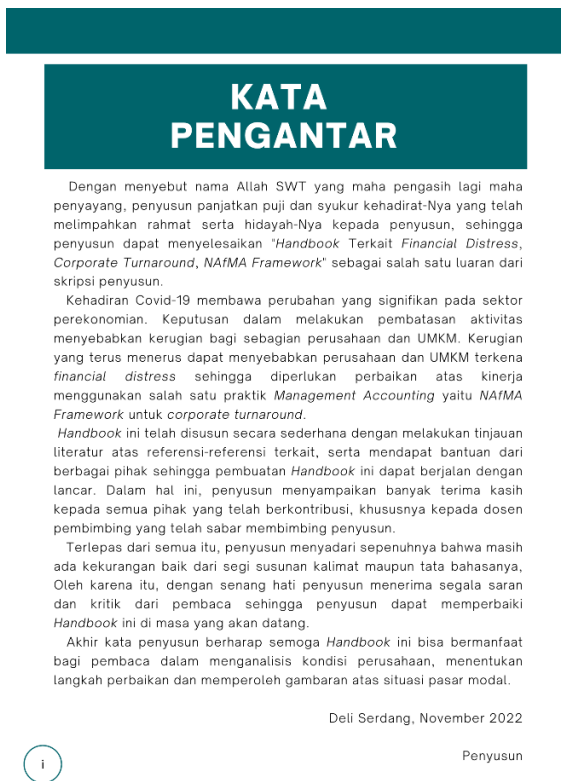 KATA
PENGANTAR
Dengan menyebut nama Allah SWT yang maha pengasih lagi maha
penyayang, penyusun panjatkan puji dan syukur kehadirat-Nya yang telah
melimpahkan rahmat serta hidayah-Nya kepada penyusun, sehingga
penyusun dapat menyelesaikan "Handbook Terkait Financial Distress,
Corporate Turnaround, NAfMA Framework" sebagai salah satu luaran dari
skripsi penyusun.
Kehadiran Covid-19 membawa perubahan yang signifikan pada sektor
perekonomian. Keputusan dalam melakukan pembatasan aktivitas
menyebabkan kerugian bagi sebagian perusahaan dan UMKM. Kerugian
yang terus menerus dapat menyebabkan perusahaan dan UMKM terkena
financial distress sehingga diperlukan perbaikan atas kinerja
menggunakan salah satu praktik Management Accounting yaitu NAfMA
Framework untuk corporate turnaround.
Handbook ini telah disusun secara sederhana dengan melakukan tinjauan
literatur atas referensi-referensi terkait, serta mendapat bantuan dari
berbagai pihak sehingga pembuatan Handbook ini dapat berjalan dengan
lancar. Dalam hal ini, penyusun menyampaikan banyak terima kasih
kepada semua pihak yang telah berkontribusi, khususnya kepada dosen
pembimbing yang telah sabar membimbing penyusun.
Terlepas dari semua itu, penyusun menyadari sepenuhnya bahwa masih
ada kekurangan baik dari segi susunan kalimat maupun tata bahasanya,
Oleh karena itu, dengan senang hati penyusun menerima segala saran
dan kritik dari pembaca sehingga penyusun dapat memperbaiki
Handbook ini di masa yang akan datang.
Akhir kata penyusun berharap semoga Handbook ini bisa bermanfaat
bagi pembaca dalam menganalisis kondisi perusahaan, menentukan
langkah perbaikan dan memperoleh gambaran atas situasi pasar modal.
Deli Serdang, November 2022
Penyusun
i